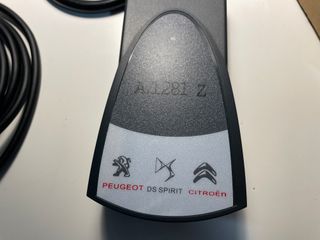 A.1281 Z
PEUGEOT DS SPIRIT CITROËN